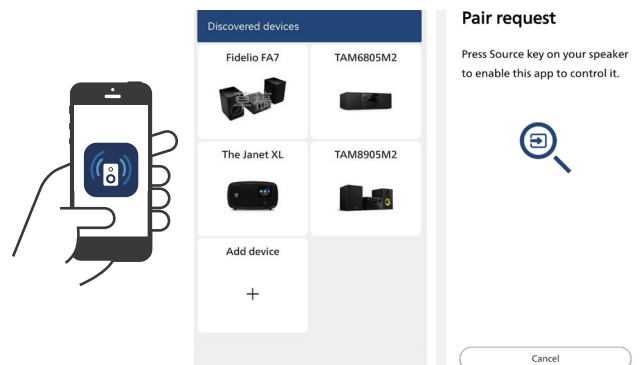 Discovered devices
Fidelio FA7
TAM6805M2
The Janet XL
TAM8905M2
Add device
Pair request
Press Source key on your speaker
to enable this app to control it.
Cancel